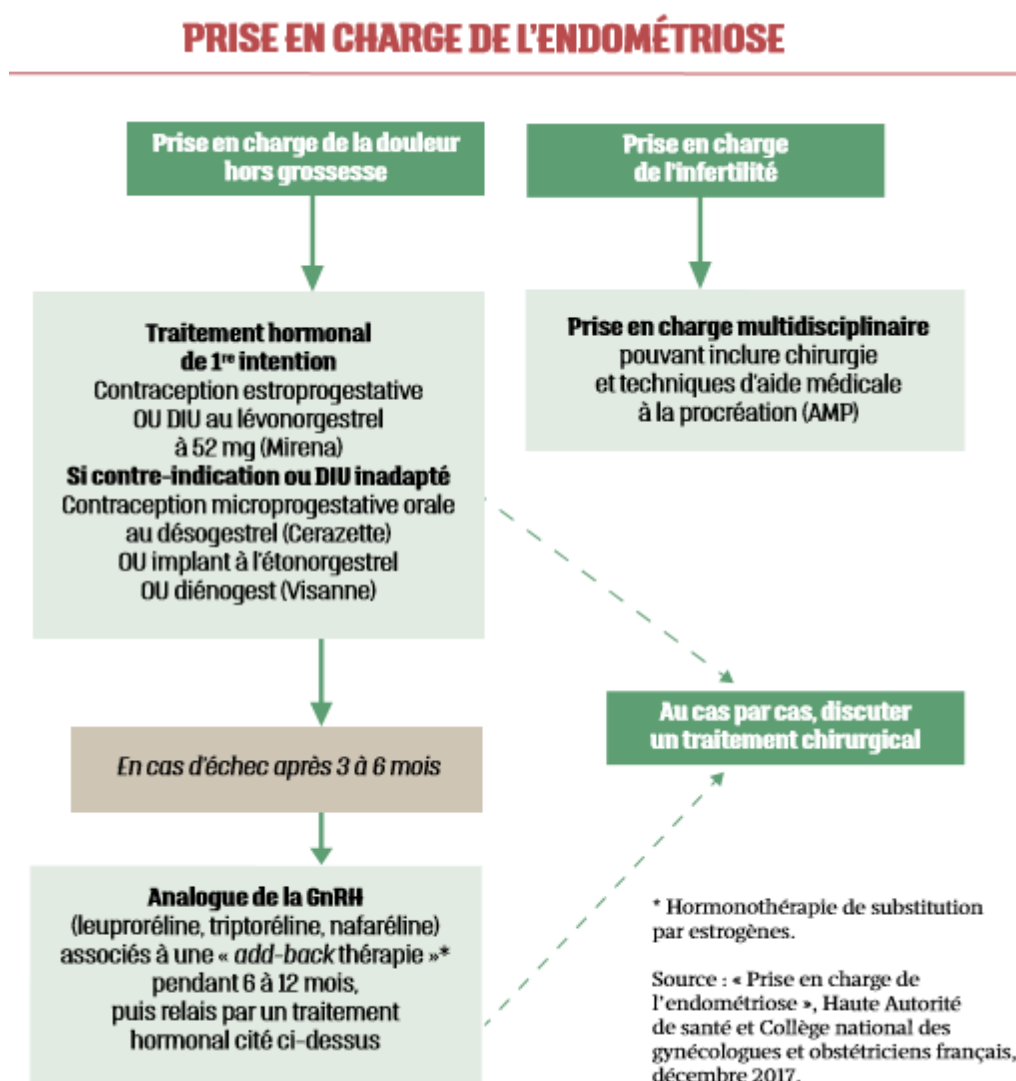 PRISE EN CHARGE DE L'ENDOMÉTRIOSE
Prise en charge de la douleur
hors grossesse
Traitement hormonal
de 1re intention
Contraception estroprogestative
OU DIU au lévonorgestrel
à 52 mg (Mirena)
Si contre-indication ou DIU inadapté
Contraception microprogestative orale
au désogestrel (Cerazette)
OU implant à l'étonorgestrel
OU diénogest (Visanne)
En cas d'échec après 3 à 6 mois
Analogue de la GnRH
(leuproréline, triptoréline, nafaréline)
associés à une « add-back thérapie »*
pendant 6 à 12 mois,
puis relais par un traitement
hormonal cité ci-dessus
Prise en charge
de l'infertilité
Prise en charge multidisciplinaire
pouvant inclure chirurgie
et techniques d'aide médicale
à la procréation (AMP)
Au cas par cas, discuter
un traitement chirurgical
* Hormonothérapie de substitution
par estrogènes.
Source : « Prise en charge de
l'endométriose », Haute Autorité
de santé et Collège national des
gynécologues et obstétriciens français,
décembre 2017.